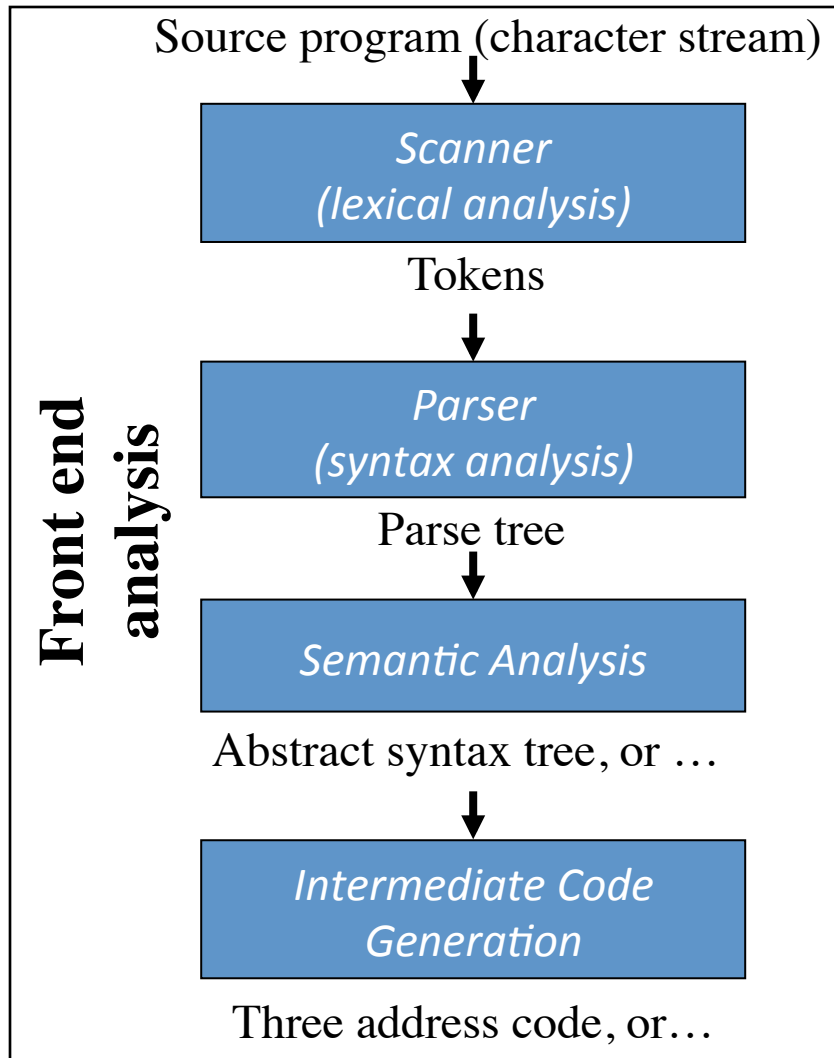 Source program (character stream)
Scanner
(lexical analysis)
Tokens
Parser
(syntax analysis)
Parse tree
Semantic Analysis
Abstract syntax tree, or …
Intermediate Code
Generation
Three address code, or…
Front end
analysis